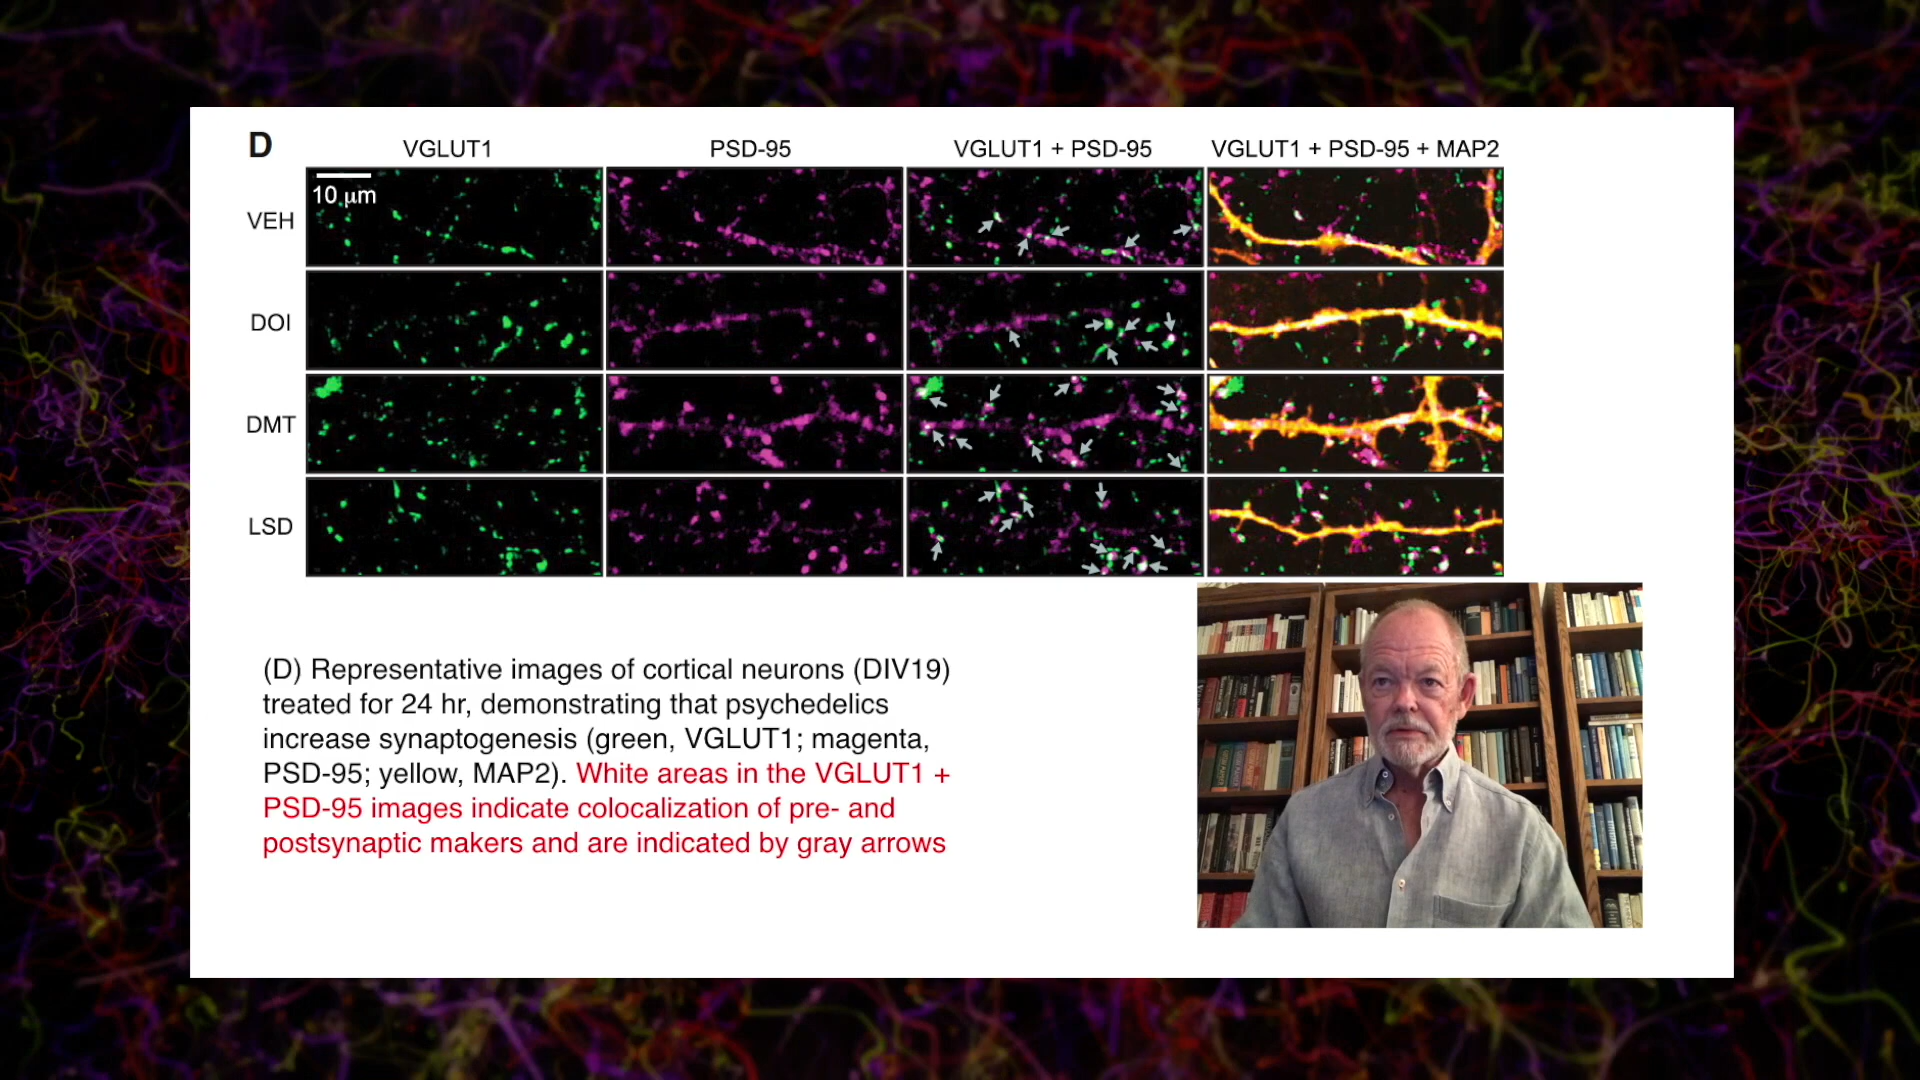 D
VGLUT1 PSD-95 VGLUT1 + PSD-95 VGLUT1 + PSD-95 + MAP2
10 μm
VEH
DOI
DMT
LSD
(D) Representative images of cortical neurons (DIV19)
treated for 24 hr, demonstrating that psychedelics
increase synaptogenesis (green, VGLUT1; magenta,
PSD-95; yellow, MAP2). White areas in the VGLUT1 +
PSD-95 images indicate colocalization of pre- and
postsynaptic makers and are indicated by gray arrows